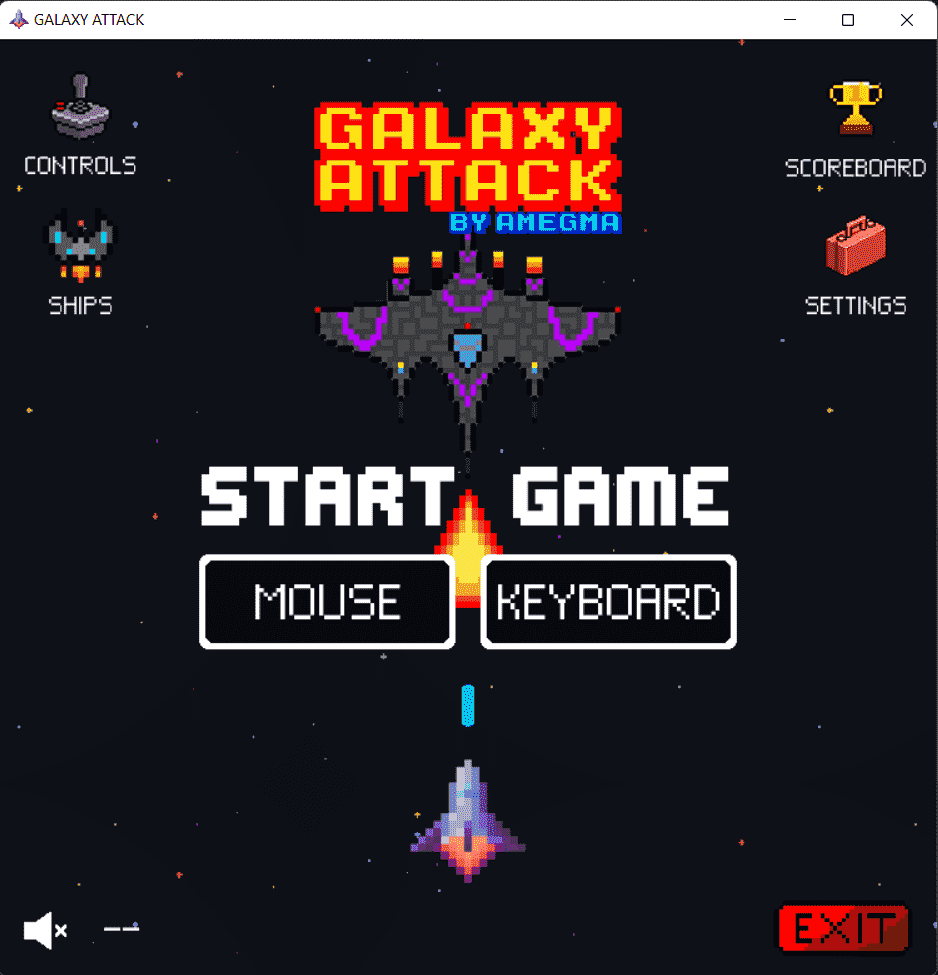 GALAXY ATTACK
CONTROLS
SHIPS
GALAXY
ATTACK
BY AMEGMA
SCOREBOARD
SETTINGS
START GAME
MOUSE
KEYBOARD
--
EXIT